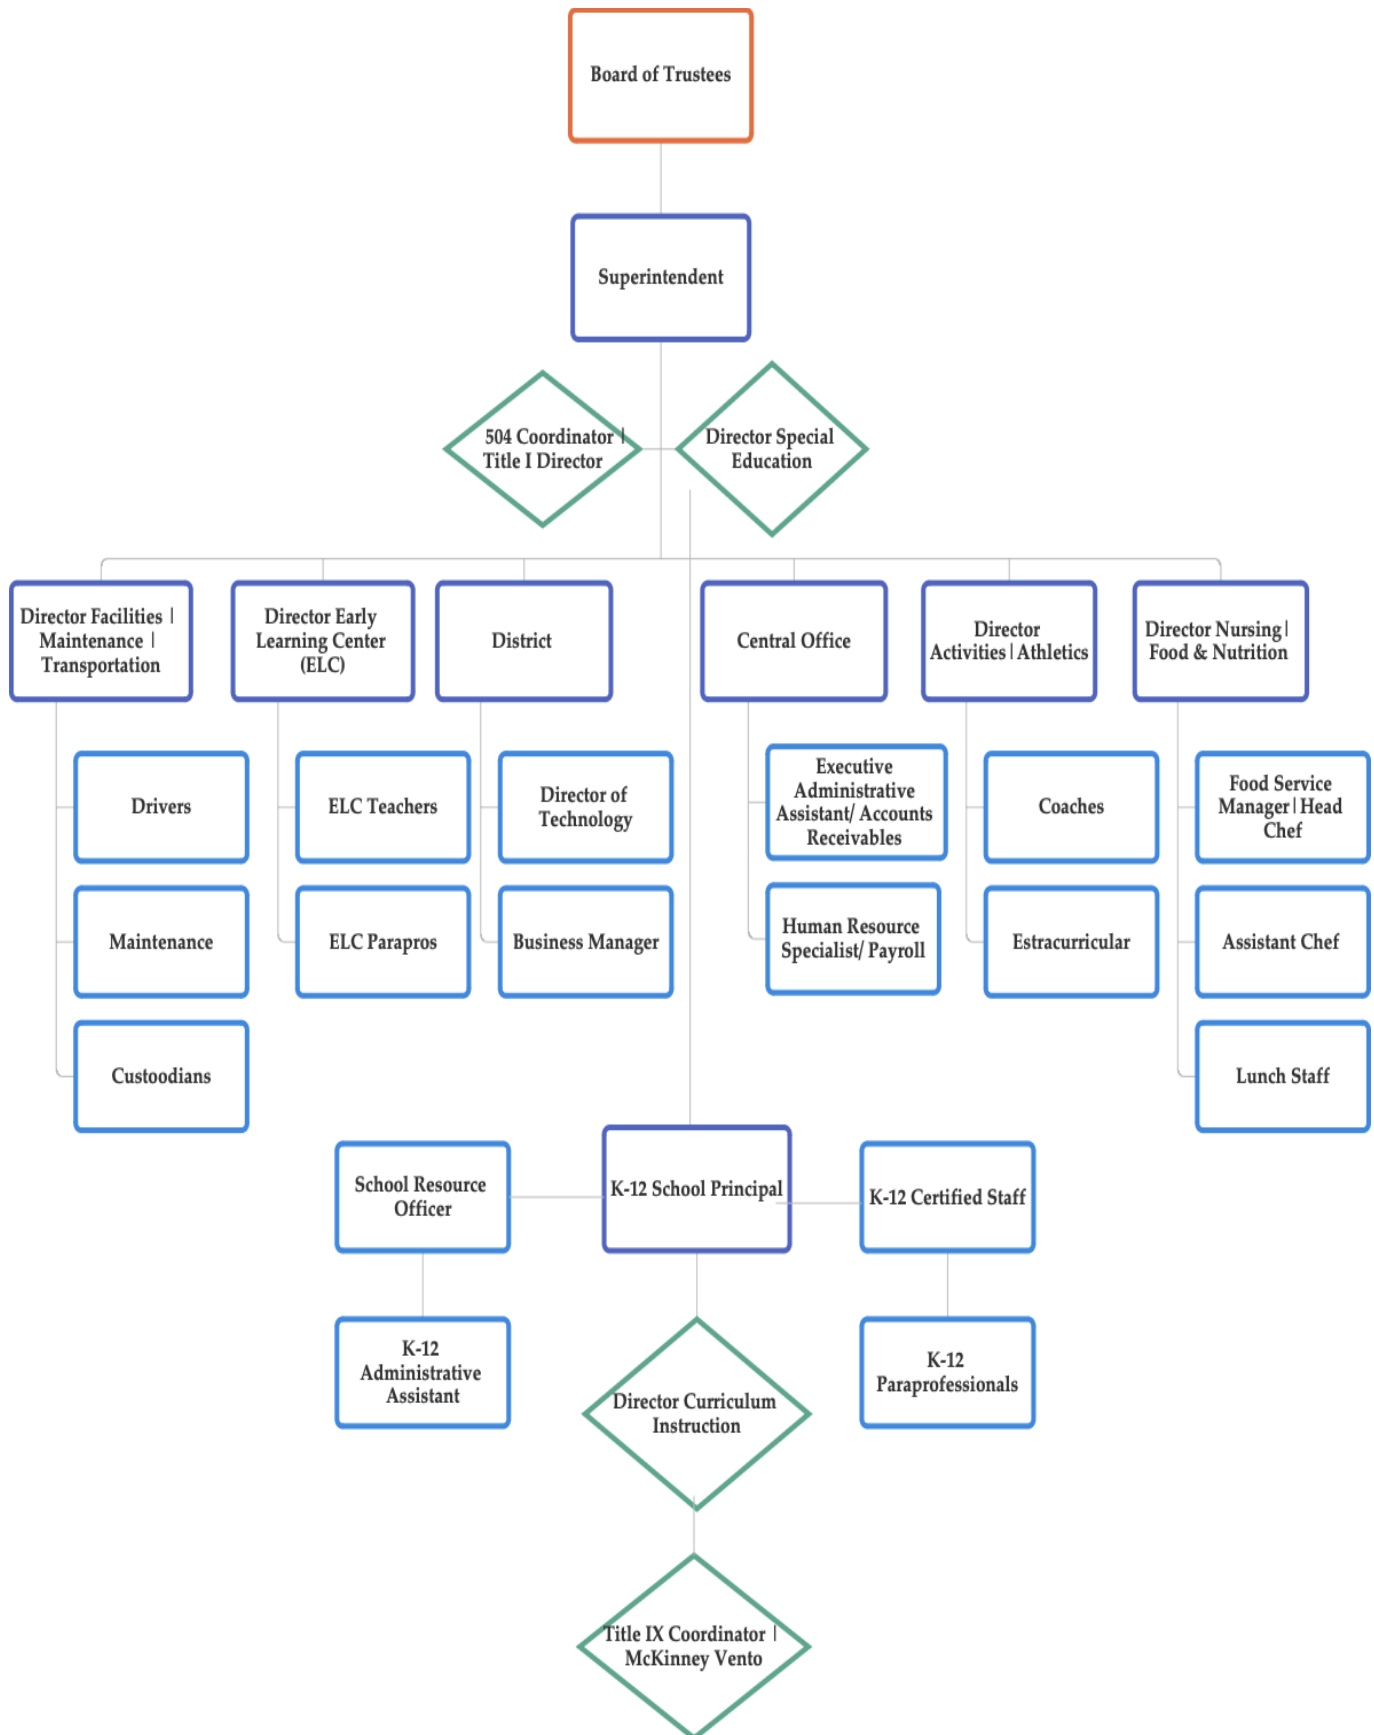 Board of Trustees
Superintendent
504 Coordinator |
Title I Director
Director Special
Education
Director Facilities |
Maintenance |
Transportation
Director Early
Learning Center
(ELC)
District
Central Office
Director
Activities | Athletics
Director Nursing |
Food & Nutrition
Drivers
ELC Teachers
Director of
Technology
Executive
Administrative
Assistant/ Accounts
Receivables
Coaches
Food Service
Manager | Head
Chef
Maintenance
ELC Parapros
Business Manager
Human Resource
Specialist/ Payroll
Estracurricular
Assistant Chef
Custoodians
Lunch Staff
School Resource
Officer
K-12 School Principal
K-12 Certified Staff
K-12
Administrative
Assistant
Director Curriculum
Instruction
K-12
Paraprofessionals
Title IX Coordinator |
McKinney Vento